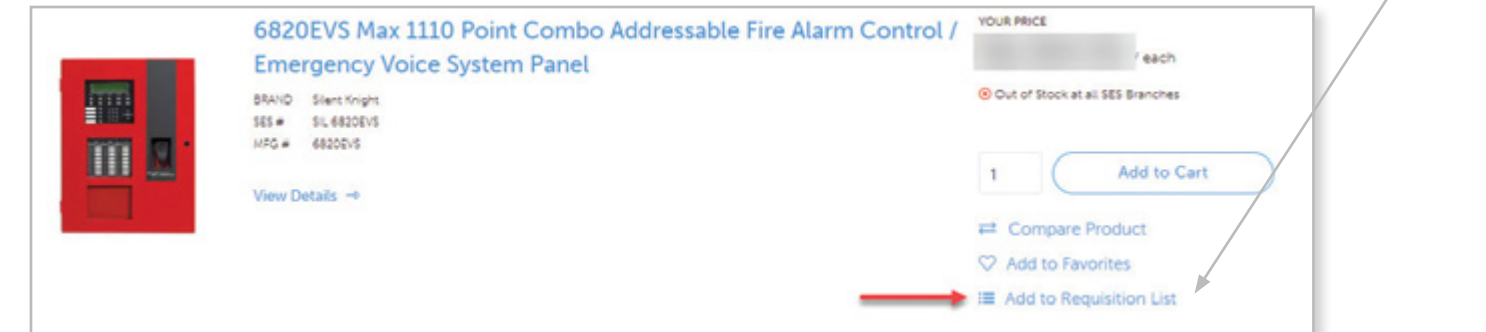 6820EVS Max 1110 Point Combo Addressable Fire Alarm Control /
Emergency Voice System Panel
BRAND Silent Knight
SES # SIL 6820EVS
MFG # 6820EVS
View Details
YOUR PRICE
/ each
Out of Stock at all SES Branches
1
Add to Cart
Compare Product
Add to Favorites
Add to Requisition List